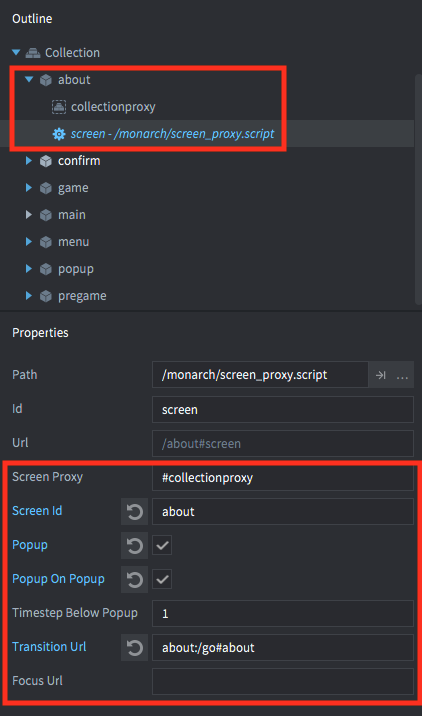 Outline
Collection
about
collectionproxy
screen - /monarch/screen_proxy.script
confirm
game
main
menu
popup
pregame
Properties
Path /monarch/screen_proxy.script ...
Id screen
Url /about#screen
Screen Proxy #collectionproxy
Screen Id about
Popup
Popup On Popup
Timestep Below Popup 1
Transition Url about:/go#about
Focus Url